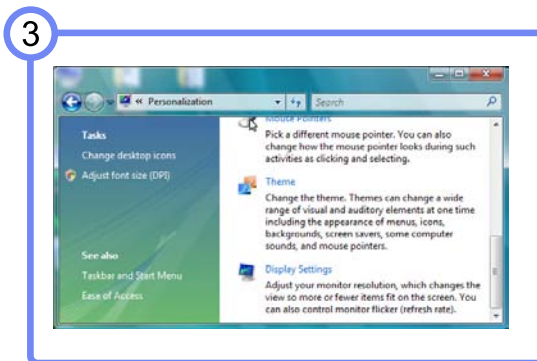 3
« Personalization
Search
Tasks
Change desktop icons
Adjust font size (DPI)
See also
Taskbar and Start Menu
Ease of Access
Mouse Pointers
Pick a different mouse pointer. You can also
change how the mouse pointer looks during such
activities as clicking and selecting.
Theme
Change the theme. Themes can change a wide
range of visual and auditory elements at one time
including the appearance of menus, icons,
backgrounds, screen savers, some computer
sounds, and mouse pointers.
Display Settings
Adjust your monitor resolution, which changes the
view so more or fewer items fit on the screen. You
can also control monitor flicker (refresh rate).